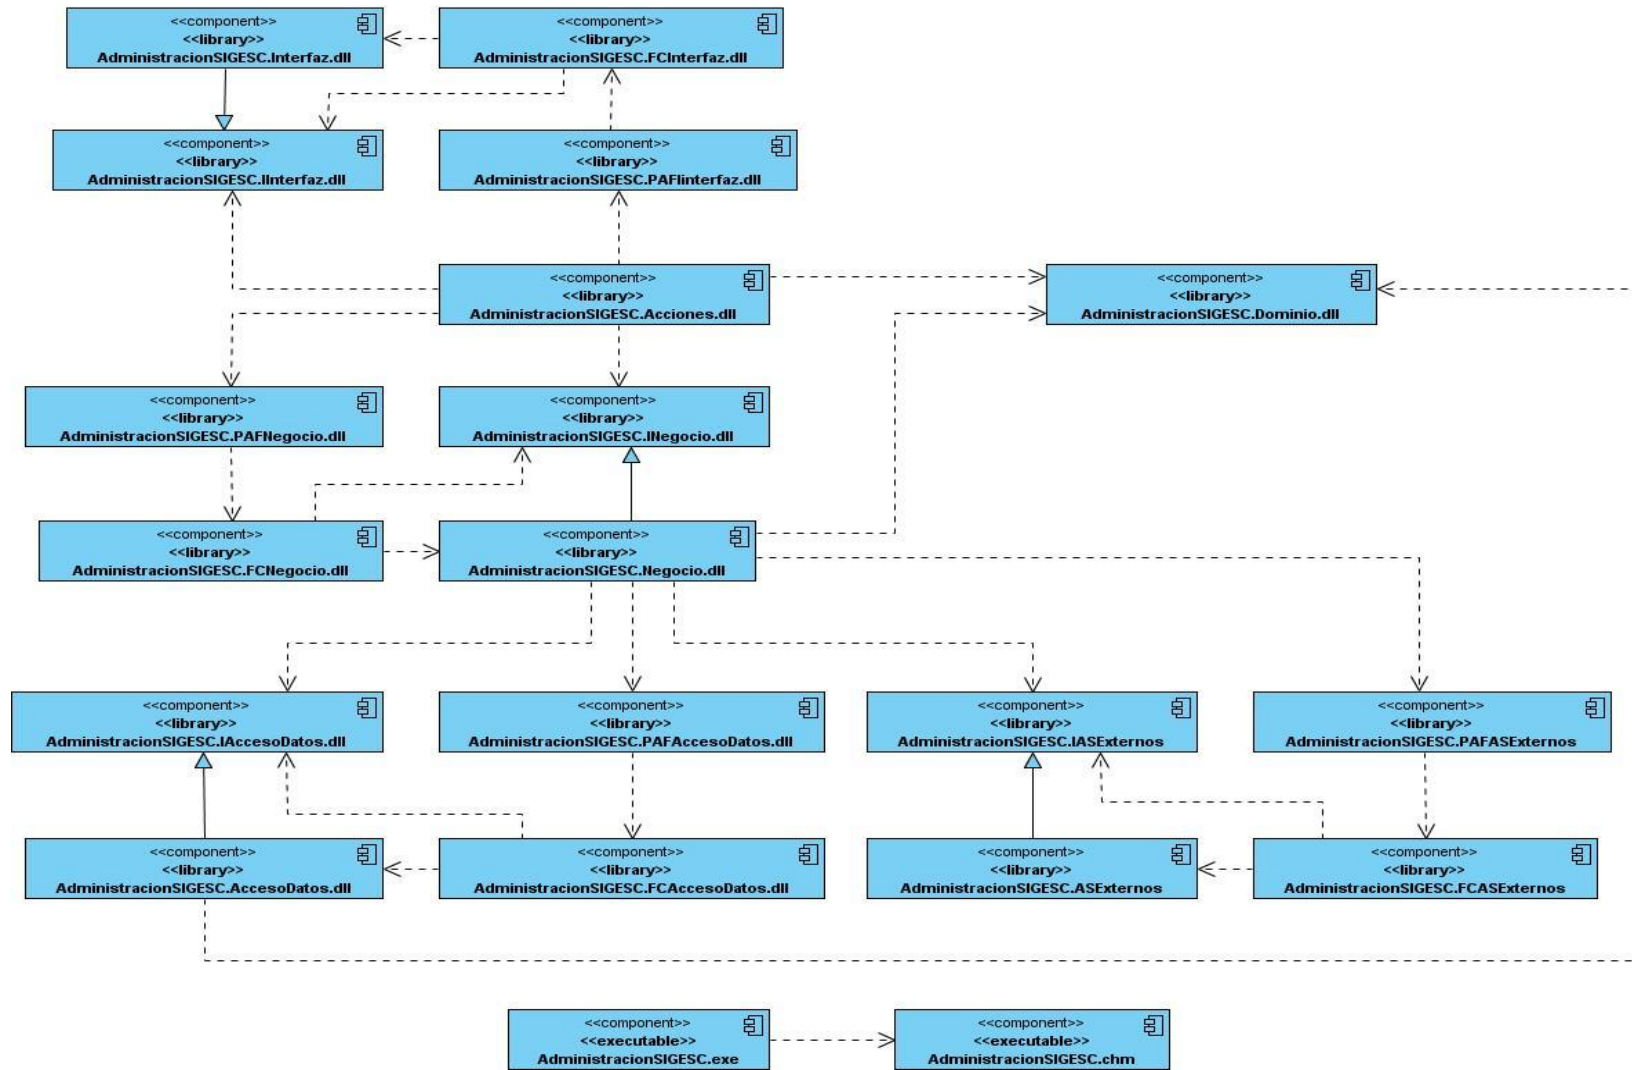 <<component>>
<<library>>
AdministracionSIGESC.Interfaz.dll
<<component>>
<<library>>
AdministracionSIGESC.FCInterfaz.dll
<<component>>
<<library>>
AdministracionSIGESC.IInterfaz.dll
<<component>>
<<library>>
AdministracionSIGESC.PAFIinterfaz.dll
<<component>>
<<library>>
AdministracionSIGESC.Acciones.dll
<<component>>
<<library>>
AdministracionSIGESC.Dominio.dll
<<component>>
<<library>>
AdministracionSIGESC.PAFNegocio.dll
<<component>>
<<library>>
AdministracionSIGESC.INegocio.dll
<<component>>
<<library>>
AdministracionSIGESC.FCNegocio.dll
<<component>>
<<library>>
AdministracionSIGESC.Negocio.dll
<<component>>
<<library>>
AdministracionSIGESC.IAccesoDatos.dll
<<component>>
<<library>>
AdministracionSIGESC.PAFAccesoDatos.dll
<<component>>
<<library>>
AdministracionSIGESC.IASExternos
<<component>>
<<library>>
AdministracionSIGESC.PAFASExternos
<<component>>
<<library>>
AdministracionSIGESC.AccesoDatos.dll
<<component>>
<<library>>
AdministracionSIGESC.FCAccesoDatos.dll
<<component>>
<<library>>
AdministracionSIGESC.ASExternos
<<component>>
<<library>>
AdministracionSIGESC.FCASExternos
<<component>>
<<executable>>
AdministracionSIGESC.exe
<<component>>
<<executable>>
AdministracionSIGESC.chm